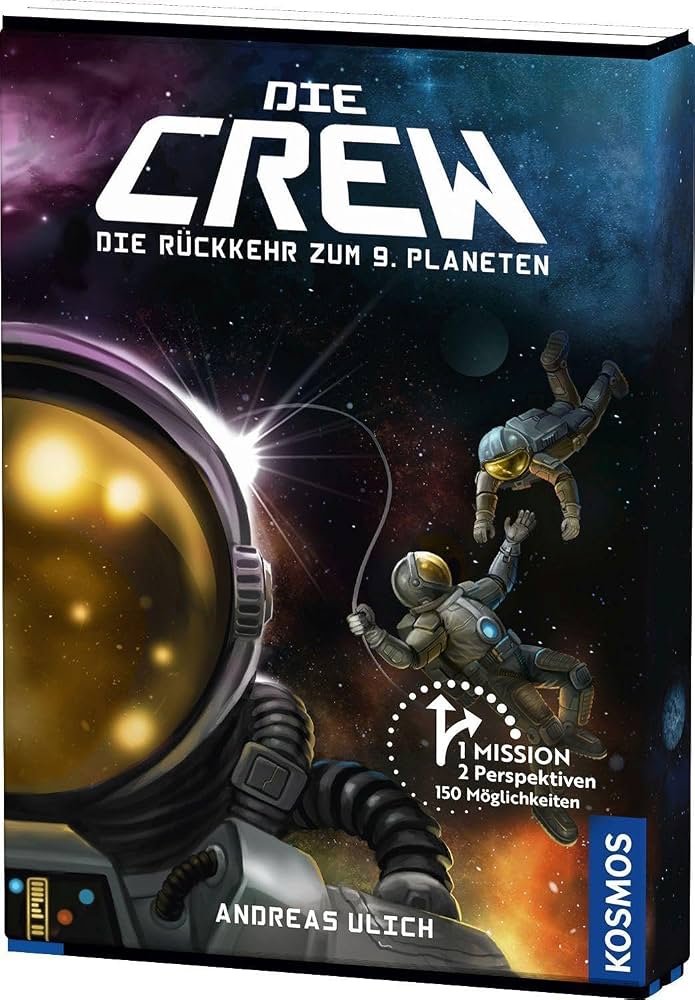 DIE
CREW
DIE RÜCKKEHR ZUM 9. PLANETEN
1 MISSION
2 Perspektiven
150 Möglichkeiten
ANDREAS ULICH
KOSMOS